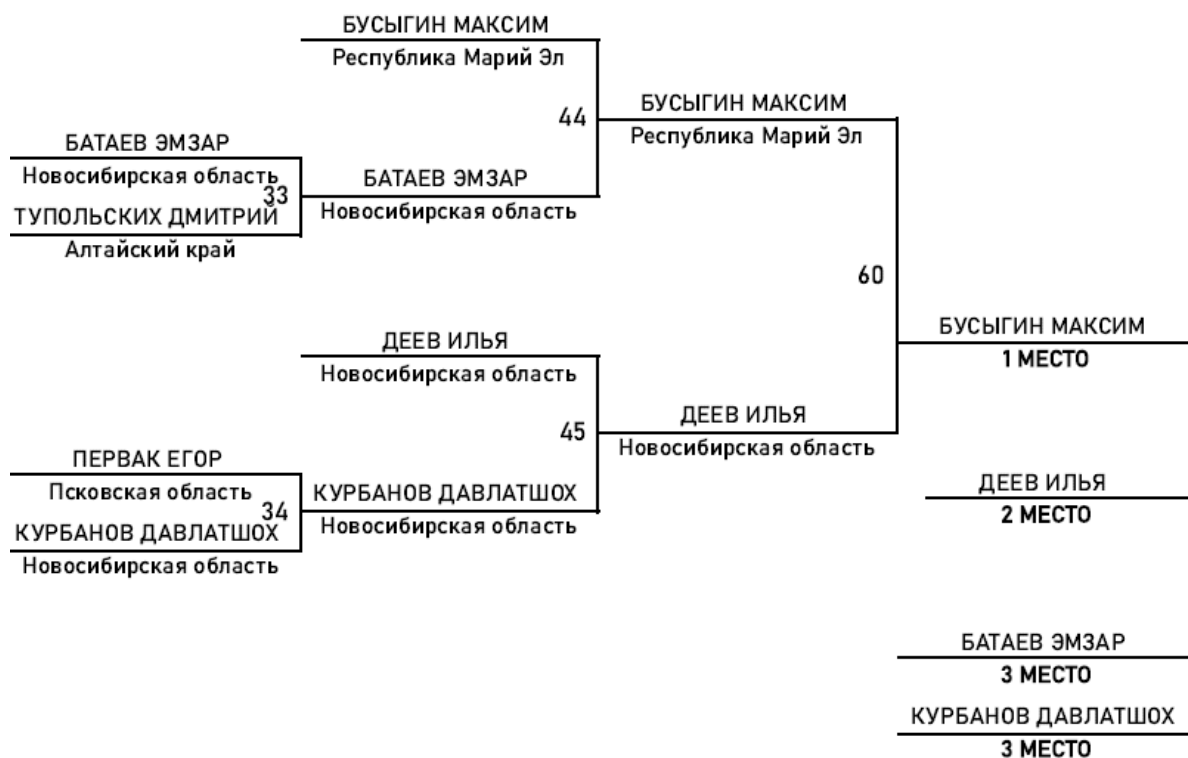 БУСЫГИН МАКСИМ
Республика Марий Эл
44
БУСЫГИН МАКСИМ
Республика Марий Эл
БАТАЕВ ЭМЗАР
Новосибирская область
33
ТУПОЛЬСКИХ ДМИТРИЙ
Алтайский край
БАТАЕВ ЭМЗАР
Новосибирская область
60
БУСЫГИН МАКСИМ
1 МЕСТО
ДЕЕВ ИЛЬЯ
Новосибирская область
45
ДЕЕВ ИЛЬЯ
Новосибирская область
ПЕРВАК ЕГОР
Псковская область
34
КУРБАНОВ ДАВЛАТШОХ
Новосибирская область
КУРБАНОВ ДАВЛАТШОХ
Новосибирская область
ДЕЕВ ИЛЬЯ
2 МЕСТО
БАТАЕВ ЭМЗАР
3 МЕСТО
КУРБАНОВ ДАВЛАТШОХ
3 МЕСТО